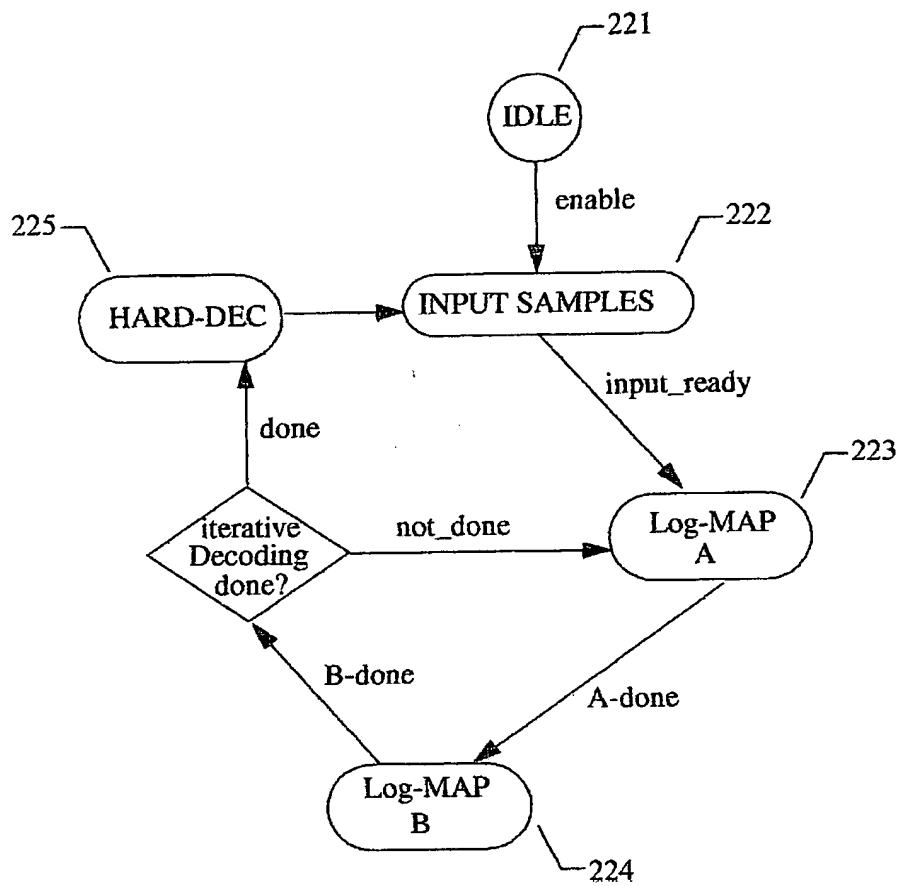 221
IDLE
enable
222
225
HARD-DEC
INPUT SAMPLES
input_ready
done
223
iterative
Decoding
done?
not_done
Log-MAP
A
B-done
A-done
Log-MAP
B
224